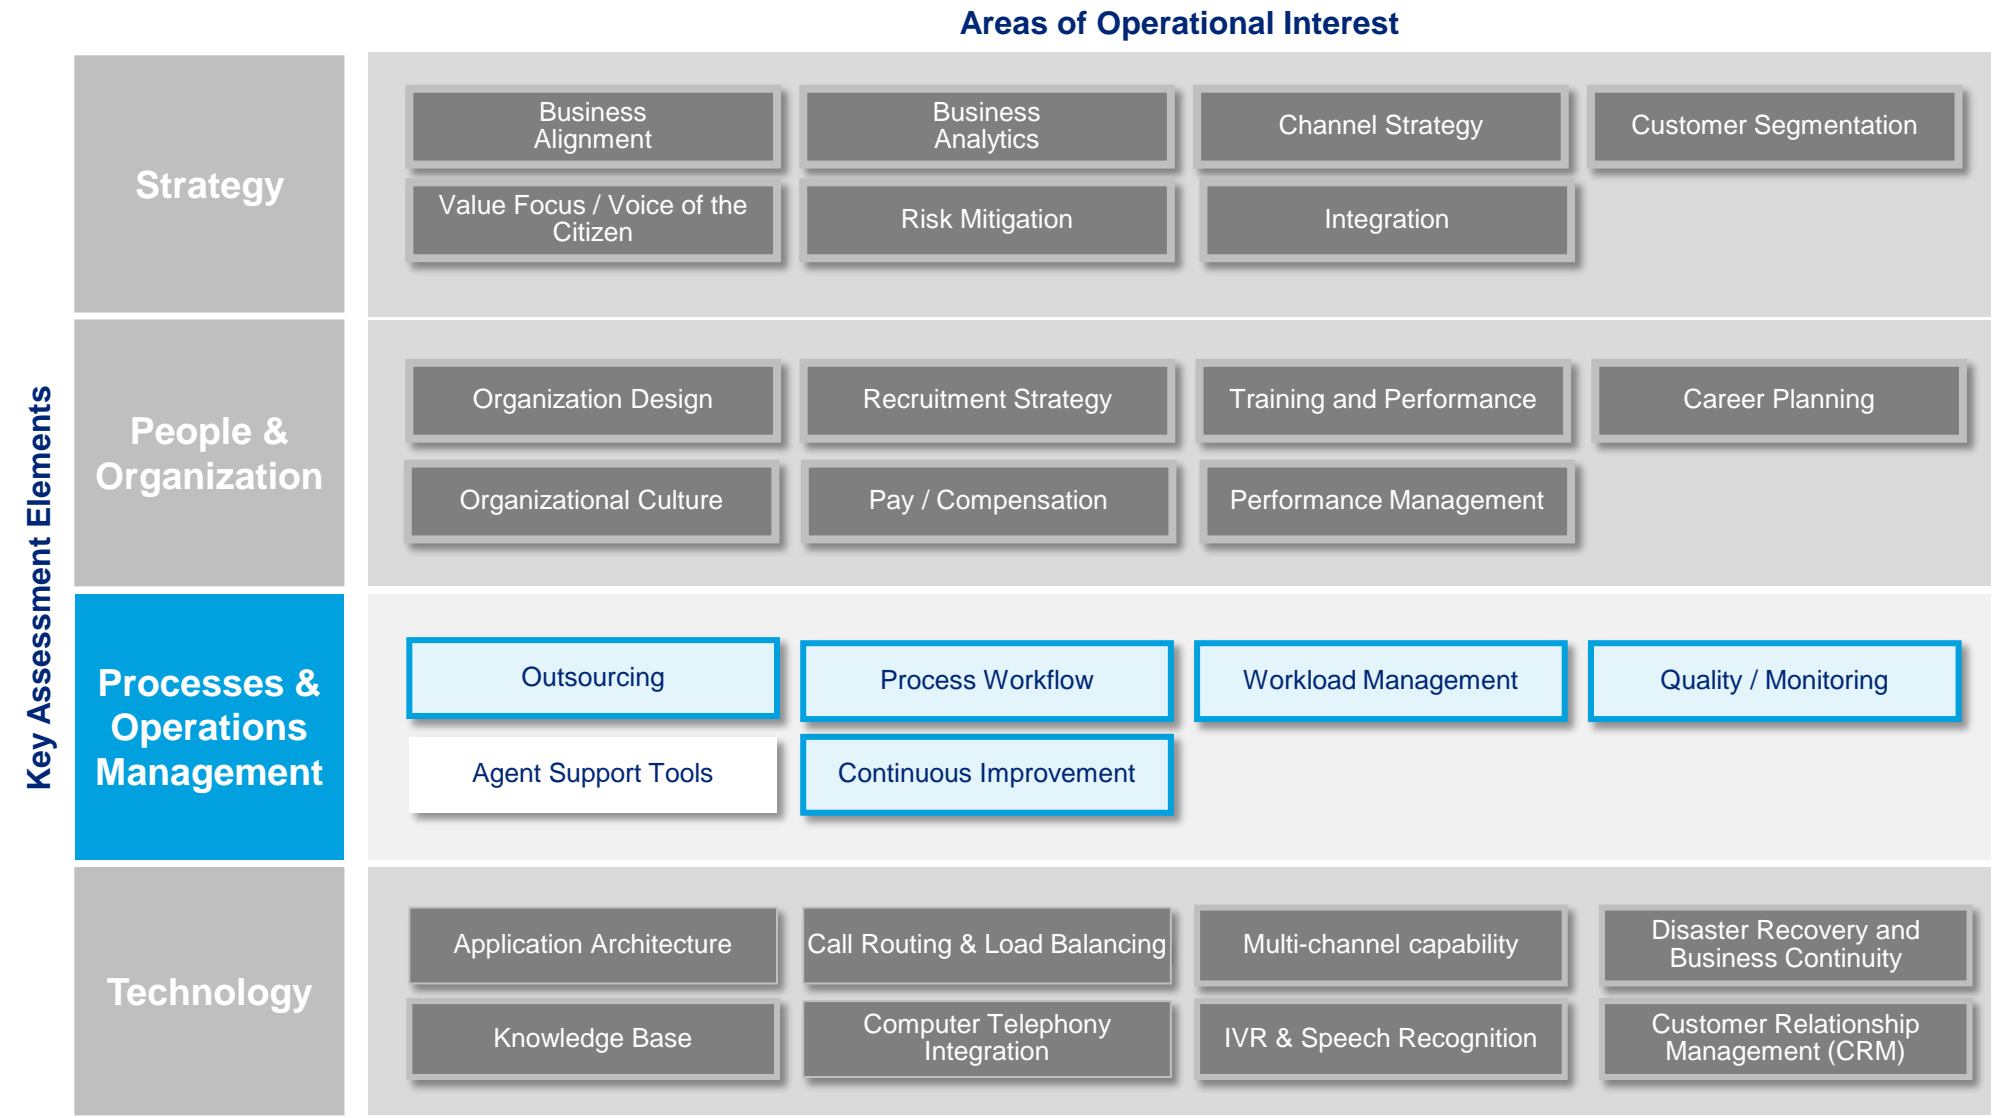 Areas of Operational Interest
Key Assessment Elements
Strategy
Business
Alignment
Business
Analytics
Channel Strategy
Customer Segmentation
Value Focus / Voice of the
Citizen
Risk Mitigation
Integration
People &
Organization
Organization Design
Recruitment Strategy
Training and Performance
Career Planning
Organizational Culture
Pay / Compensation
Performance Management
Processes &
Operations
Management
Outsourcing
Process Workflow
Workload Management
Quality / Monitoring
Agent Support Tools
Continuous Improvement
Technology
Application Architecture
Call Routing & Load Balancing
Multi-channel capability
Disaster Recovery and
Business Continuity
Knowledge Base
Computer Telephony
Integration
IVR & Speech Recognition
Customer Relationship
Management (CRM)